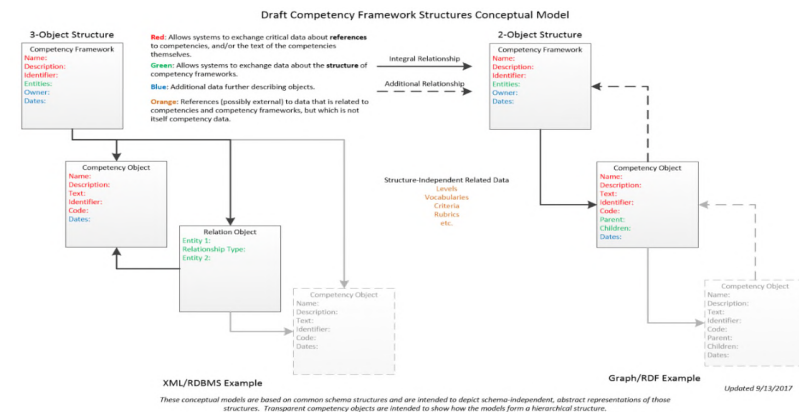 Draft Competency Framework Structures Conceptual Model
3-Object Structure
Competency Framework
Name:
Description:
Identifier:
Entities:
Owner:
Dates:
Red: Allows systems to exchange critical data about references
to competencies, and/or the text of the competencies
themselves.
Green: Allows systems to exchange data about the structure of
competency frameworks.
Blue: Additional data further describing objects.
Orange: References (possibly external) to data that is related to
competencies and competency frameworks, but which is not
itself competency data.
Integral Relationship
Additional Relationship
2-Object Structure
Competency Framework
Name:
Description:
Identifier:
Entities:
Owner:
Dates:
Competency Object
Name:
Description:
Text:
Identifier:
Code:
Dates:
Relation Object
Entity 1:
Relationship Type:
Entity 2:
Competency Object
Name:
Description:
Text:
Identifier:
Code:
Dates:
Structure-Independent Related Data
Levels
Vocabularies
Criteria
Rubrics
etc.
Competency Object
Name:
Description:
Text:
Identifier:
Code:
Parent:
Children:
Dates:
Competency Object
Name:
Description:
Text:
Identifier:
Code:
Parent:
Children:
Dates:
XML/RDBMS Example
Graph/RDF Example
Updated 9/13/2017
These conceptual models are based on common schema structures and are intended to depict schema-independent, abstract representations of those
structures. Transparent competency objects are intended to show how the models form a hierarchical structure.